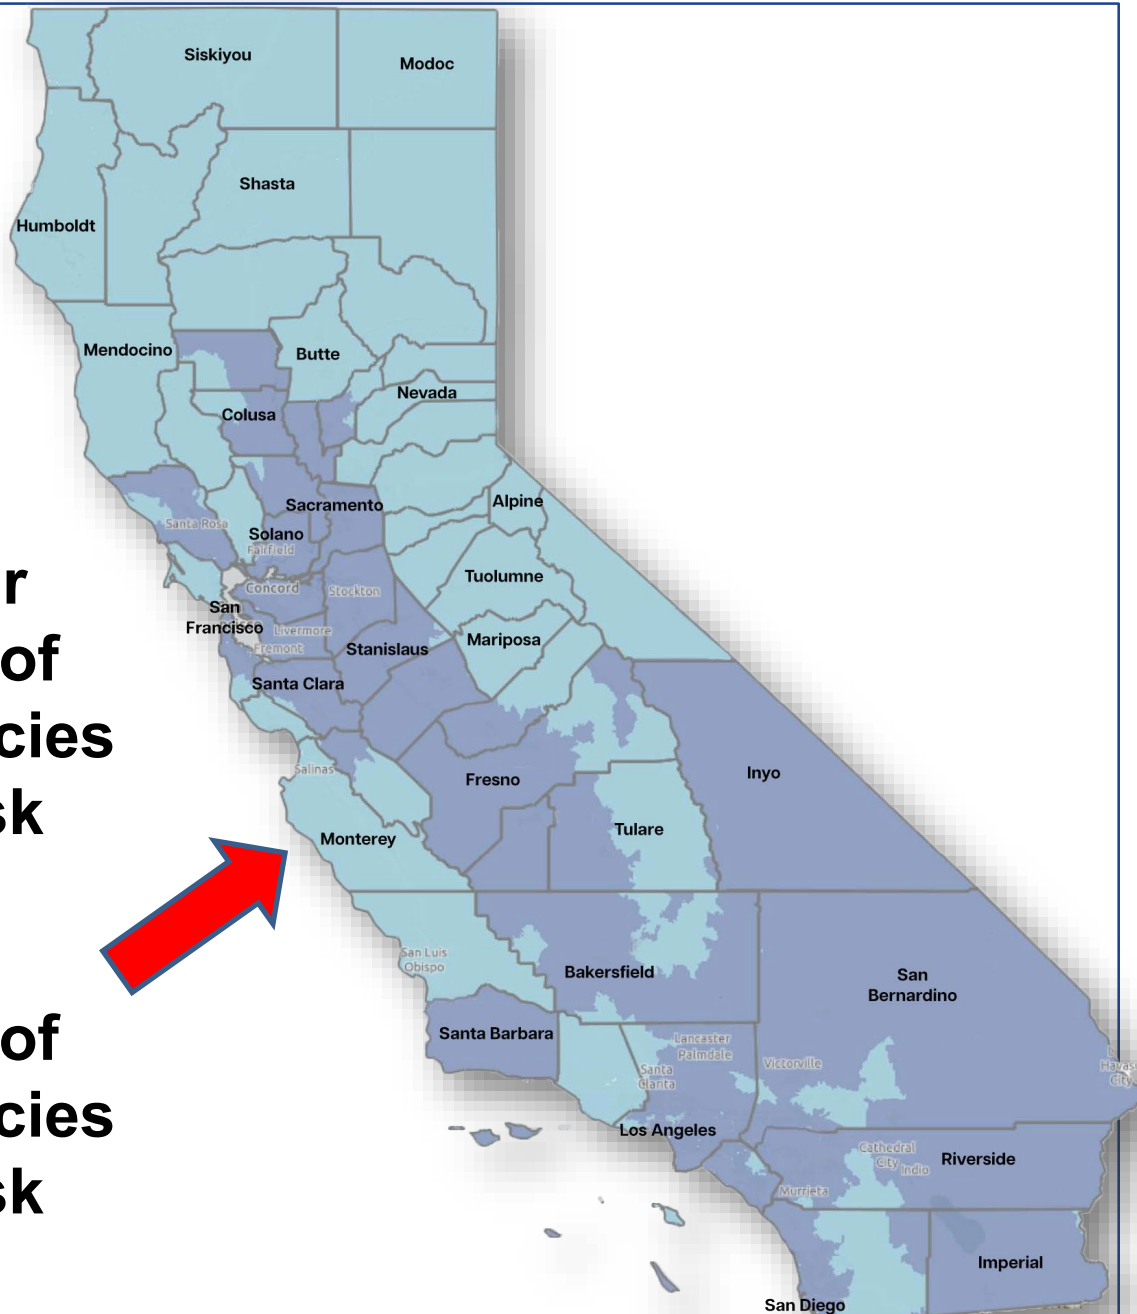 Siskiyou
Modoc
Shasta
Humboldt
Mendocino
Butte
Nevada
Colusa
Sacramento
Alpine
Santa Rosa
Solano
Fairfield
r
Tuolumne
Concord
Stockton
San
Francisco
Livermore
of
Fremont
Stanislaus
Mariposa
Santa Clara
cies
Salinas
Fresno
Inyo
sk
Monterey
Tulare
San Luis
Obispo
Bakersfield
San
Bernardino
of
Santa Barbara
Lancaster
Palmdale
Victorville
Santa
Clarita
Havas
City
cies
Los Angeles
Cathedral
City
Indio
Riverside
sk
Murrieta
Imperial
San Diego